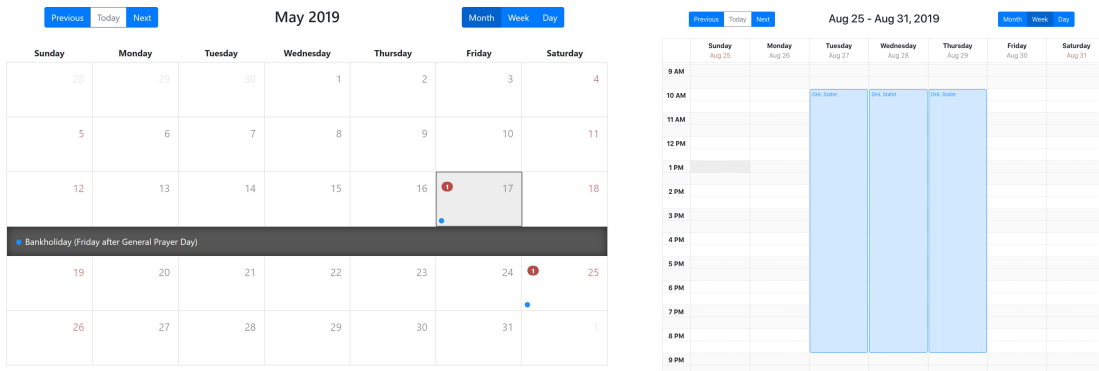 Previous Today Next May 2019 Month Week Day
Sunday Monday Tuesday Wednesday Thursday Friday Saturday
28 29 30 1 2 3 4
5 6 7 8 9 10 11
12 13 14 15 16 1 17 18
Bankholiday (Friday after General Prayer Day)
19 20 21 22 23 24 1 25
26 27 28 29 30 31 1
Previous Today Next Aug 25 - Aug 31, 2019 Month Week Day
Sunday Monday Tuesday Wednesday Thursday Friday Saturday
Aug 25 Aug 26 Aug 27 Aug 28 Aug 29 Aug 30 Aug 31
9 AM
10 AM
11 AM
12 PM
1 PM
2 PM
3 PM
4 PM
5 PM
6 PM
7 PM
8 PM
9 PM